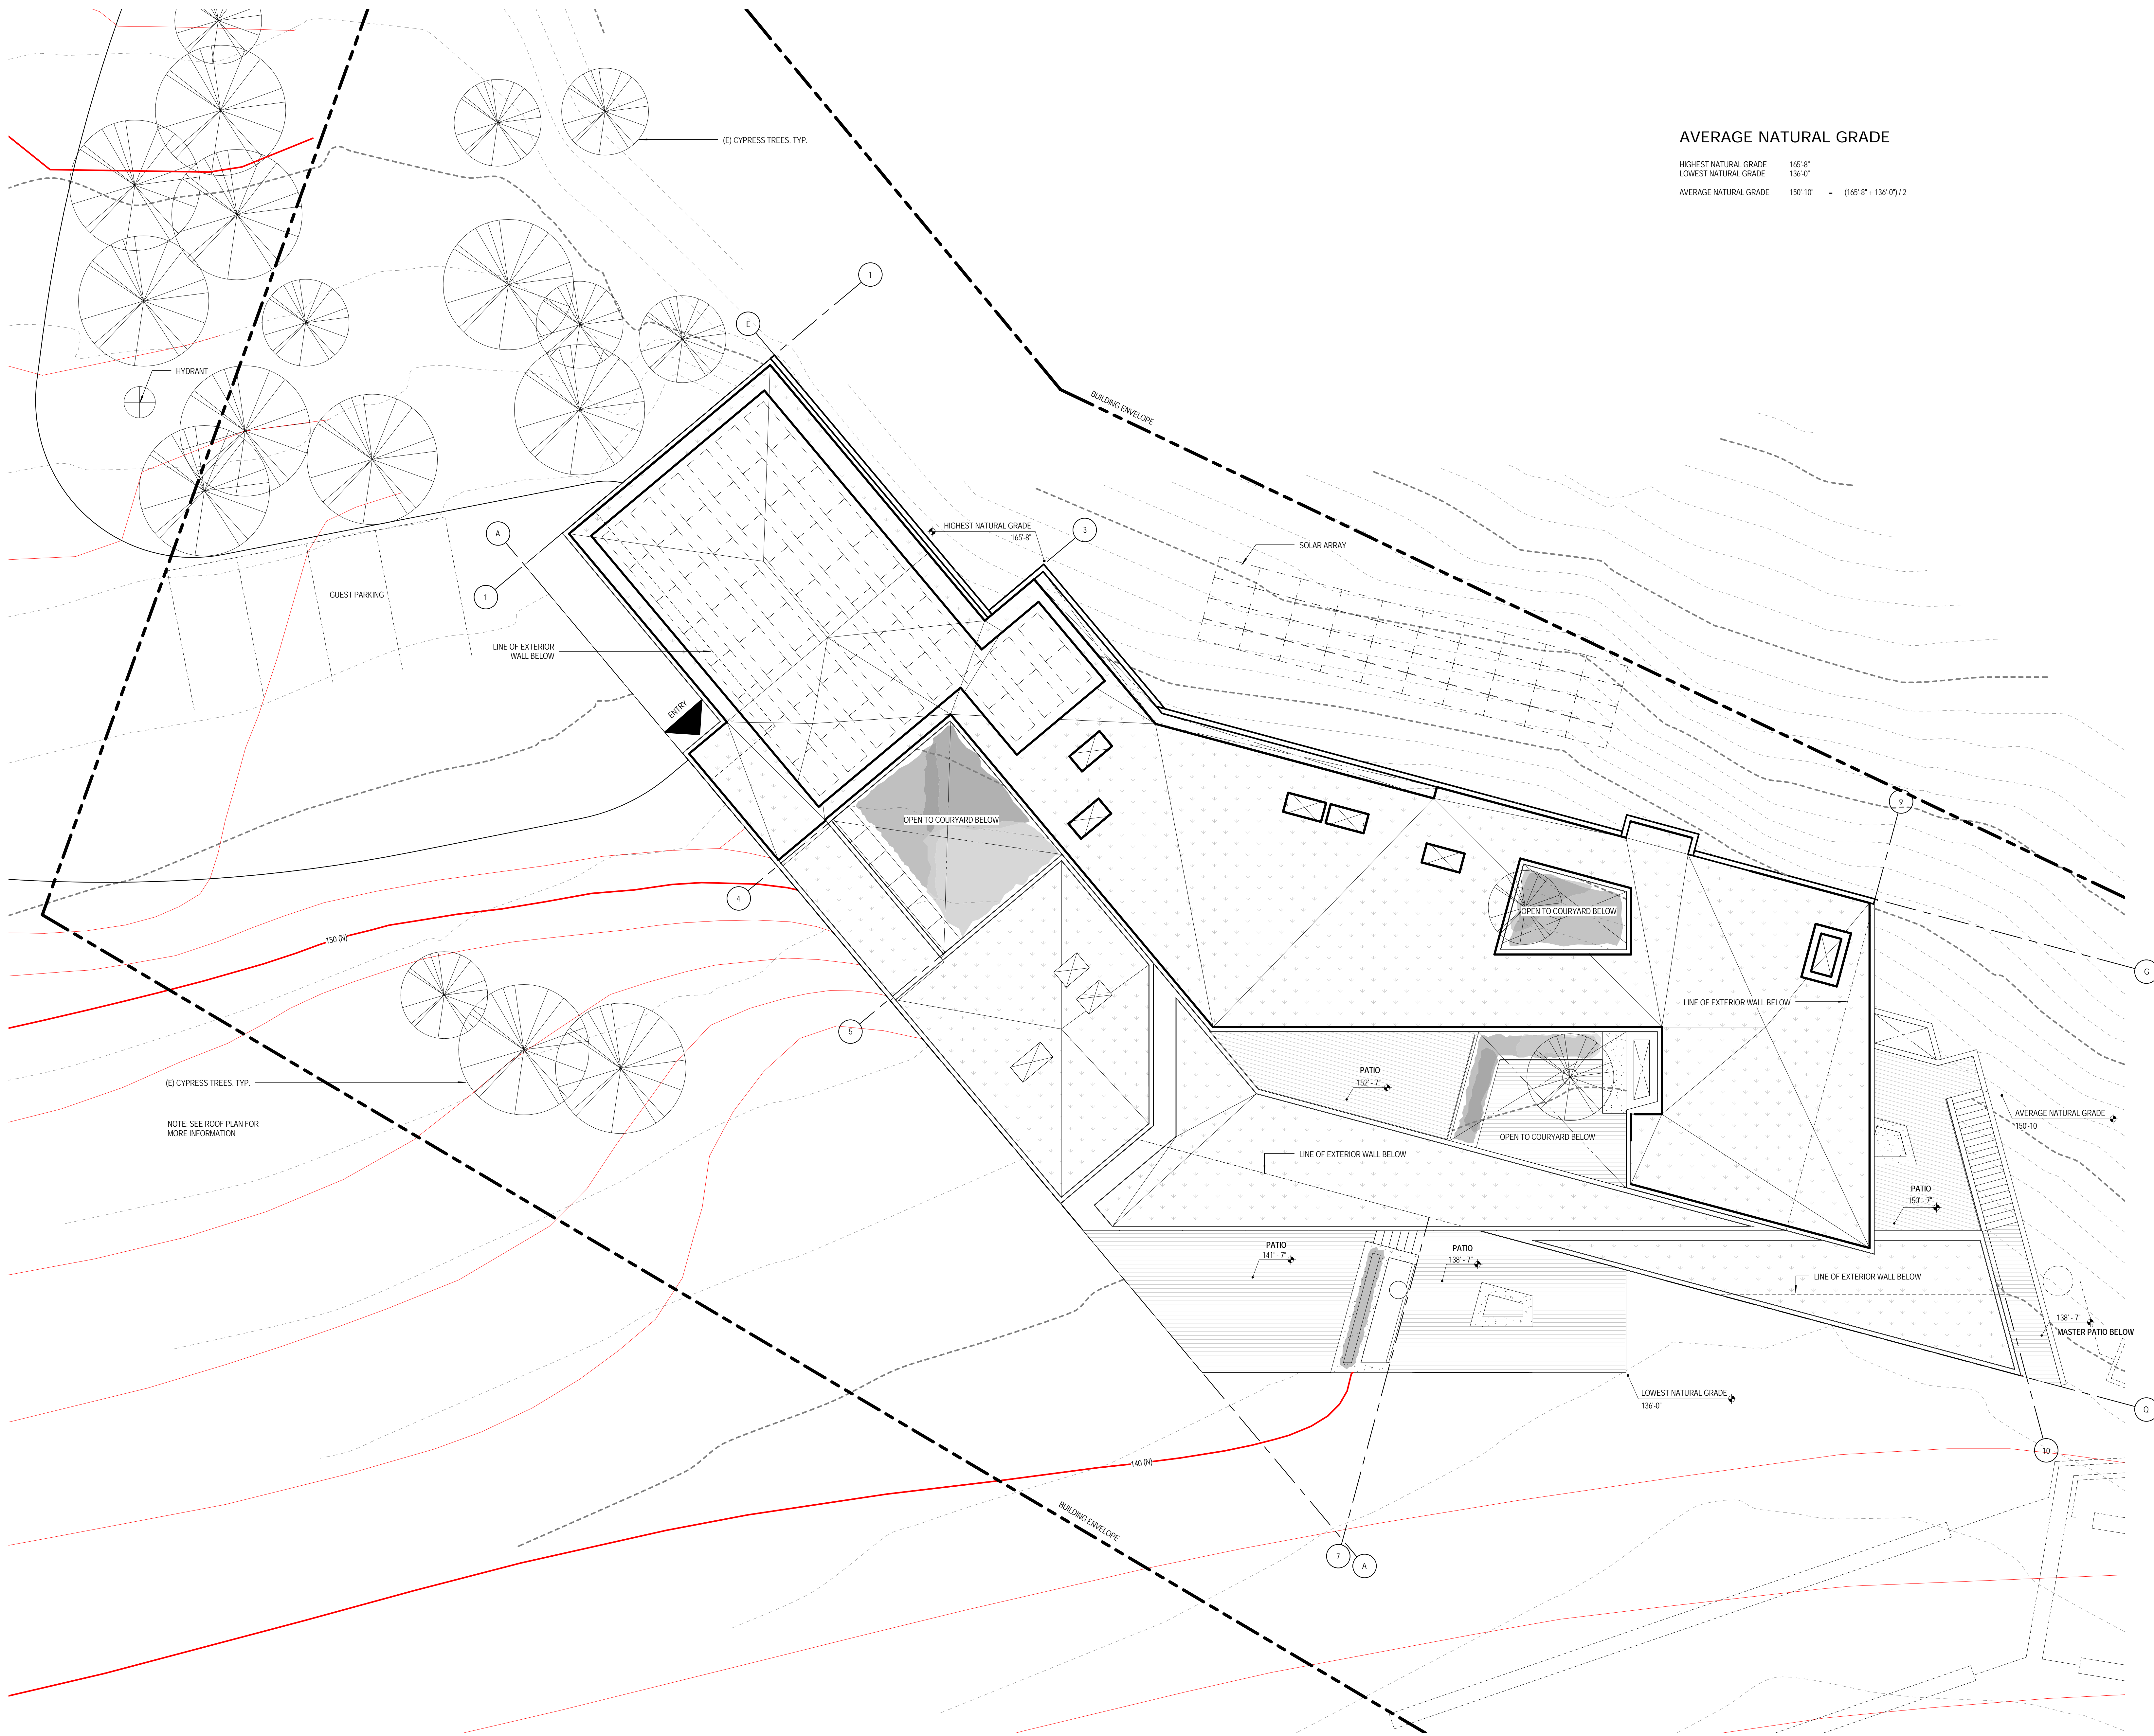 AVERAGE NATURAL GRADE
HIGHEST NATURAL GRADE 165'-8"
LOWEST NATURAL GRADE 136'-0"
AVERAGE NATURAL GRADE 150'-10" = (165'-8" + 136'-0") / 2
(E) CYPRESS TREES. TYP.
1
E
HYDRANT
BUILDING ENVELOPE
A
HIGHEST NATURAL GRADE
165'-8"
3
SOLAR ARRAY
1
GUEST PARKING
LINE OF EXTERIOR
WALL BELOW
ENTRY
OPEN TO COURYARD BELOW
9
4
OPEN TO COURYARD BELOW
150 (N)
G
LINE OF EXTERIOR WALL BELOW
5
PATIO
152' - 7"
(E) CYPRESS TREES. TYP.
AVERAGE NATURAL GRADE
150'-10
NOTE: SEE ROOF PLAN FOR
MORE INFORMATION
OPEN TO COURYARD BELOW
LINE OF EXTERIOR WALL BELOW
PATIO
150' - 7"
PATIO
141' - 7"
PATIO
138' - 7"
LINE OF EXTERIOR WALL BELOW
138' - 7"
MASTER PATIO BELOW
LOWEST NATURAL GRADE
136'-0"
Q
10
140 (N)
BUILDING ENVELOPE
7
A